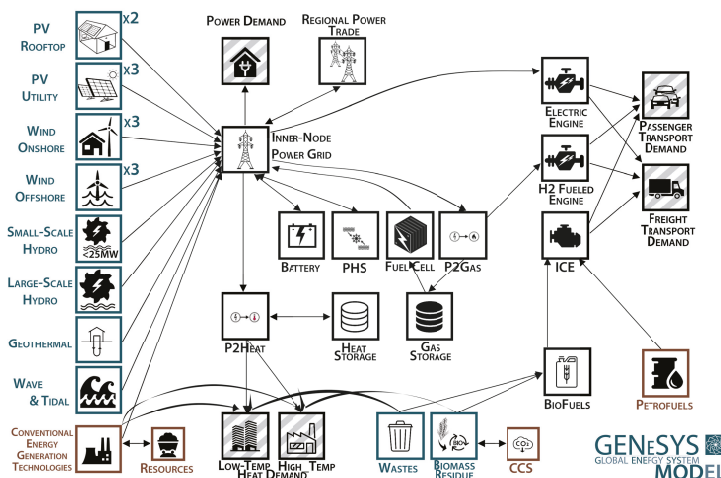 PV
ROOFTOP
x2
PV
UTILITY
x3
WIND
ONSHORE
x3
WIND
OFFSHORE
x3
SMALL-SCALE
HYDRO
<25MW
LARGE-SCALE
HYDRO
GEOTHERMAL
WAVE
& TIDAL
CONVENTIONAL
ENERGY
GENERATION
TECHNOLOGIES
RESOURCES
POWER DEMAND
REGIONAL POWER
TRADE
INNER-NODE
POWER GRID
BATTERY
PHS
FUEL CELL
P2GAS
P2HEAT
HEAT
STORAGE
GAS
STORAGE
LOW-TEMP
HIGH_TEMP
HEAT DEMAND
WASTES
BIO
BIOMASS
RESIDUE
CO2
CCS
ELECTRIC
ENGINE
H2 FUELED
ENGINE
ICE
BIOFUELS
PETROFUELS
PASSENGER
TRANSPORT
DEMAND
FREIGHT
TRANSPORT
DEMAND
GENESYS
GLOBAL ENERGY SYSTEM
MODEL